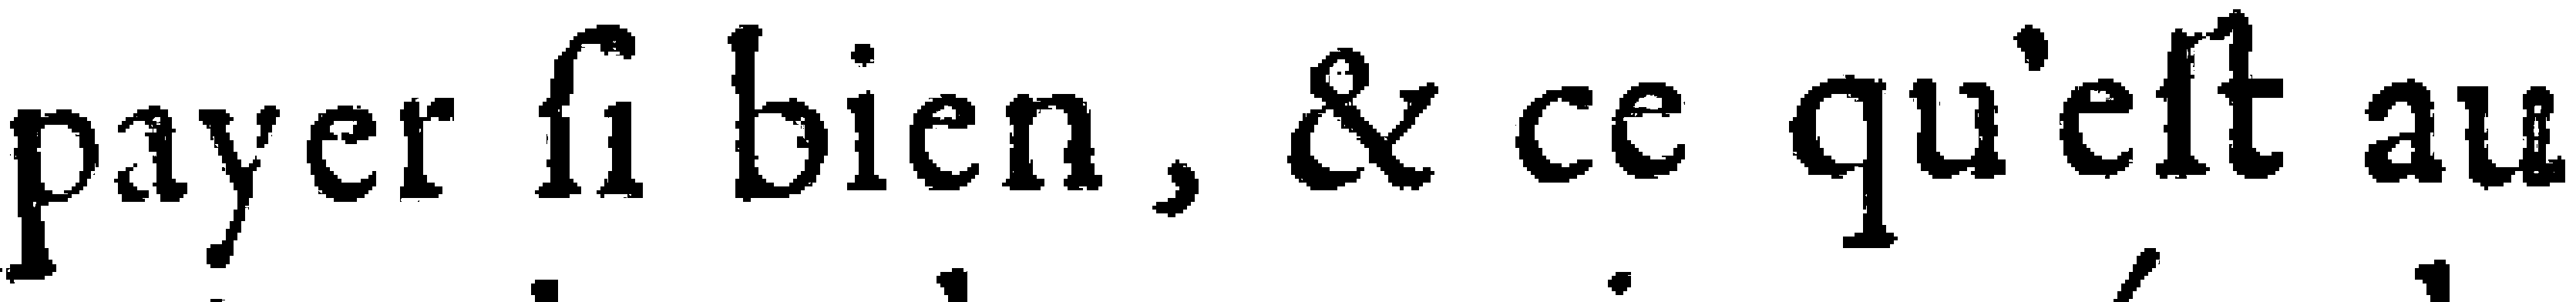 payer ſi bien, & ce qu'eſt au